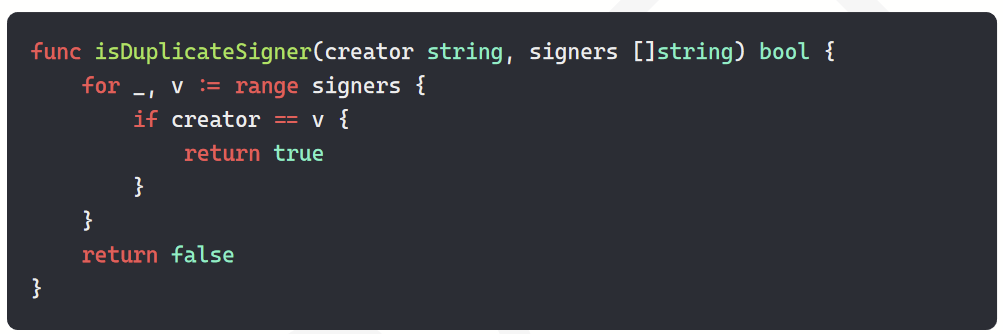 func isDuplicateSigner(creator string, signers []string) bool {
    for _, v := range signers {
        if creator == v {
            return true
        }
    }
    return false
}